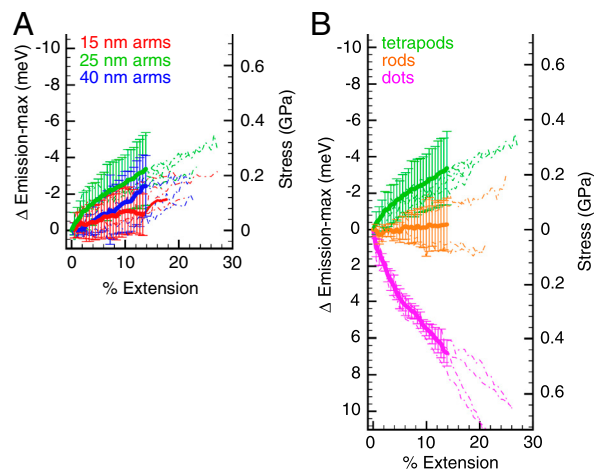 A
15 nm arms
25 nm arms
40 nm arms
Δ Emission-max (meV)
-10
-8
-6
-4
-2
0
0.6
0.4
0.2
0
Stress (GPa)
0
10
20
30
% Extension
B
tetrapods
rods
dots
Δ Emission-max (meV)
-10
-8
-6
-4
-2
0
2
4
6
8
10
0.6
0.4
0.2
0
0.2
0.4
0.6
Stress (GPa)
0
10
20
30
% Extension